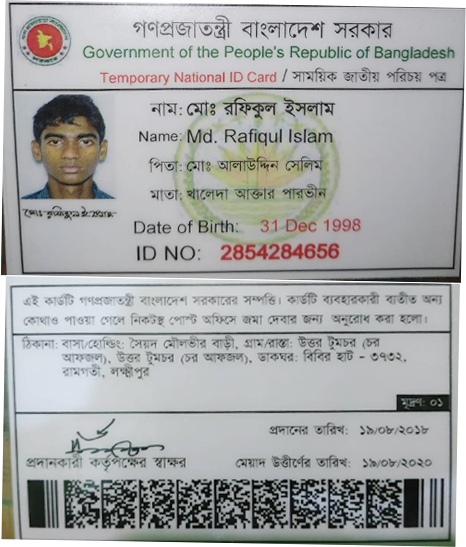 গণপ্রজাতন্ত্রী বাংলাদেশ সরকার
Government of the People's Republic of Bangladesh
Temporary National ID Card / সাময়িক জাতীয় পরিচয় পত্র
নাম: মোঃ রফিকুল ইসলাম
Name: Md. Rafiqul Islam
পিতা: মোঃ আলাউদ্দিন সেলিম
মাতা: খালেদা আক্তার পারভীন
Date of Birth: 31 Dec 1998
ID NO: 2854284656
এই কার্ডটি গণপ্রজাতন্ত্রী বাংলাদেশ সরকারের সম্পত্তি। কার্ডটি ব্যবহারকারী ব্যতীত অন্য
কোথাও পাওয়া গেলে নিকটস্থ পোস্ট অফিসে জমা দেবার জন্য অনুরোধ করা হলো।
ঠিকানা: বাসা/হোল্ডিং: সৈয়দ মৌলভীর বাড়ী, গ্রাম/রাস্তা: উত্তর টুমচর (চর
আফজল), উত্তর টুমচর (চর আফজল), ডাকঘর: বিবির হাট - ৩৭৩২,
রামগতী, লক্ষ্মীপুর
মুদ্রণ: ০১
প্রদানের তারিখ: ১৯/০৮/২০১৮
প্রদানকারী কর্তৃপক্ষের স্বাক্ষর
মেয়াদ উত্তীর্ণের তারিখ: ১৯/০৮/২০২০